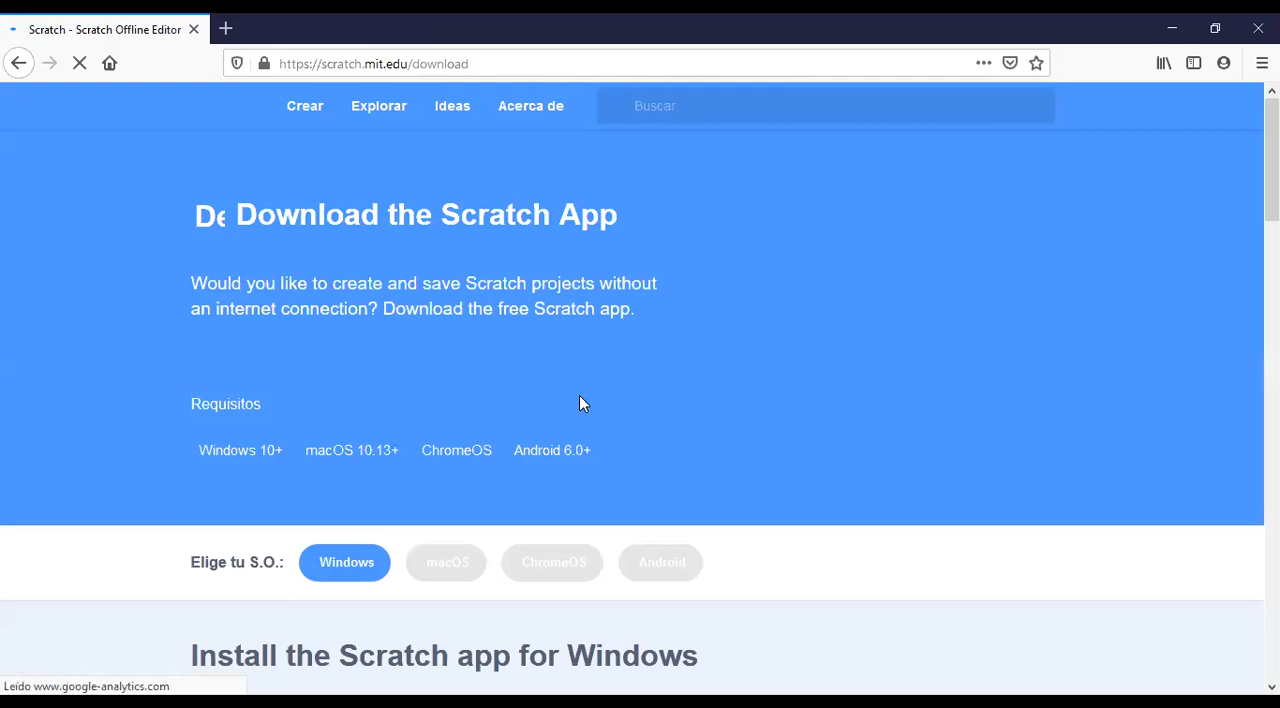 Scratch - Scratch Offline Editor
https://scratch.mit.edu/download
Crear Explorar Ideas Acerca de Buscar
De Download the Scratch App
Would you like to create and save Scratch projects without
an internet connection? Download the free Scratch app.
Requisitos
Windows 10+ macOS 10.13+ ChromeOS Android 6.0+
Elige tu S.O.: Windows macOS ChromeOS Android
Install the Scratch app for Windows
Leído www.google-analytics.com